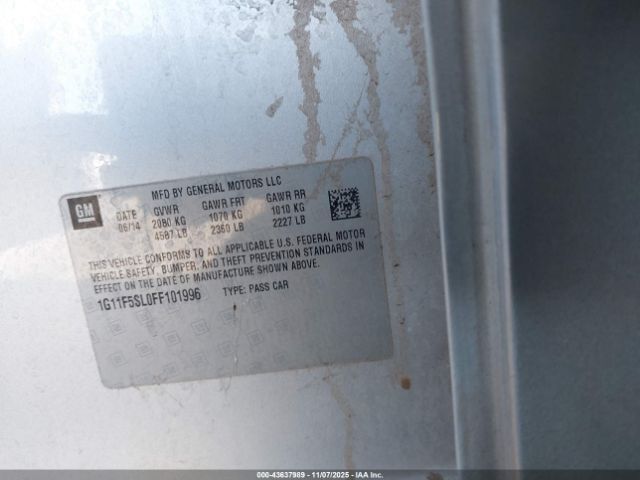 MFD BY GENERAL MOTORS LLC
GM
DATE GVWR GAWR FRT GAWR RR
06/14 2080 KG 1070 KG 1010 KG
4587 LB 2360 LB 2227 LB
THIS VEHICLE CONFORMS TO ALL APPLICABLE U.S. FEDERAL MOTOR
VEHICLE SAFETY, BUMPER, AND THEFT PREVENTION STANDARDS IN
EFFECT ON THE DATE OF MANUFACTURE SHOWN ABOVE.
1G11F5SL0FF101996 TYPE: PASS CAR
000-43637989 - 11/07/2025 - IAA Inc.